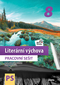 8
Literární výchova
PRACOVNÍ SEŠIT
PS